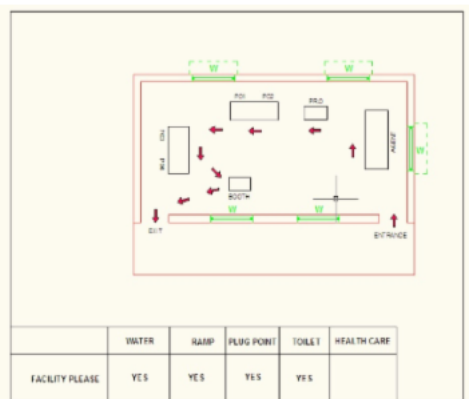 W W
PO1 PO2 PRO
W
AGENT
BOOTH
W W
EXIT ENTRANCE
WATER RAMP PLUG POINT TOILET HEALTH CARE
FACILITY PLEASE YES YES YES YES